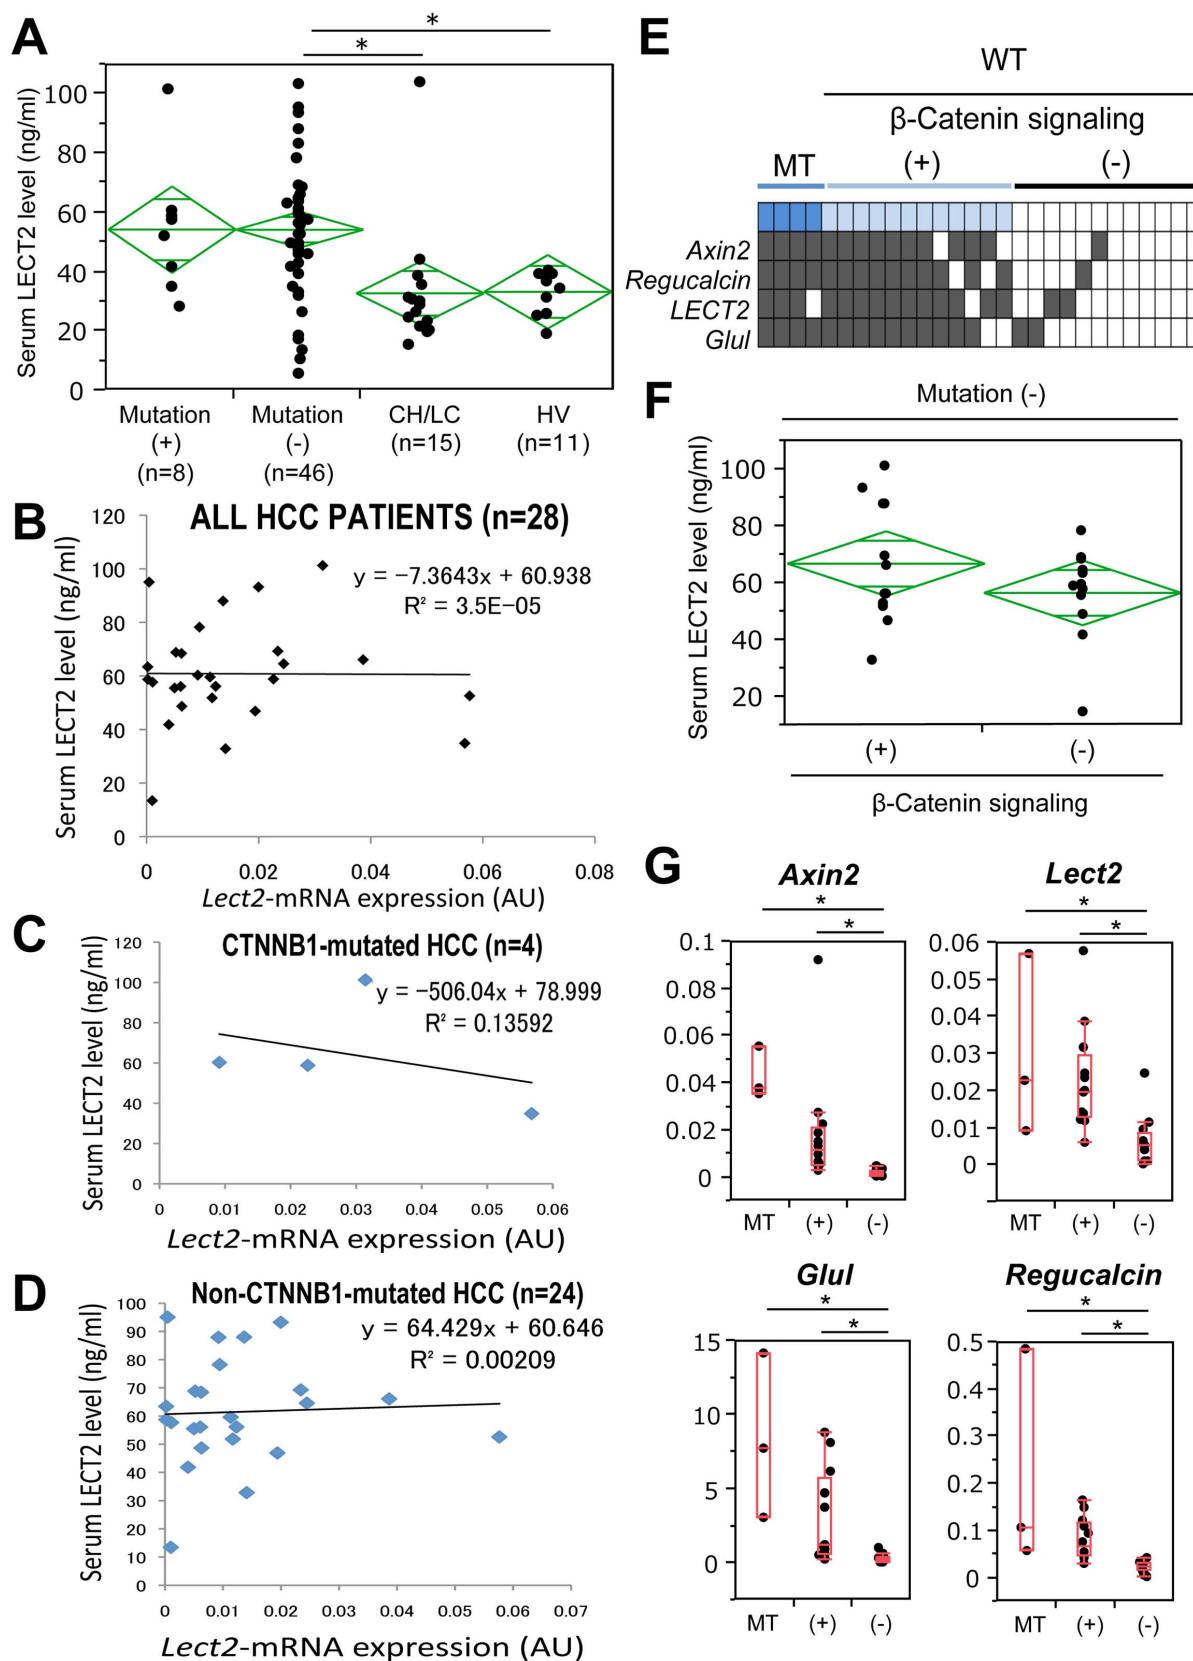 A
*
*
Serum LECT2 level (ng/ml)
100
80
60
40
20
0
Mutation (+) (n=8)
Mutation (-) (n=46)
CH/LC (n=15)
HV (n=11)
B
ALL HCC PATIENTS (n=28)
y = −7.3643x + 60.938
R² = 3.5E−05
Serum LECT2 level (ng/ml)
120
100
80
60
40
20
0
0 0.02 0.04 0.06 0.08
Lect2-mRNA expression (AU)
C
CTNNB1-mutated HCC (n=4)
y = −506.04x + 78.999
R² = 0.13592
Serum LECT2 level (ng/ml)
120
100
80
60
40
20
0
0 0.01 0.02 0.03 0.04 0.05 0.06
Lect2-mRNA expression (AU)
D
Non-CTNNB1-mutated HCC (n=24)
y = 64.429x + 60.646
R² = 0.00209
Serum LECT2 level (ng/ml)
100
90
80
70
60
50
40
30
20
10
0
0 0.01 0.02 0.03 0.04 0.05 0.06 0.07
Lect2-mRNA expression (AU)
E
WT
β-Catenin signaling
MT (+) (-)
Axin2
Regucalcin
LECT2
Glul
F
Mutation (-)
Serum LECT2 level (ng/ml)
100
80
60
40
20
(+) (-)
β-Catenin signaling
G
Axin2
*
*
0.1
0.08
0.06
0.04
0.02
0
MT (+) (-)
Lect2
*
*
0.06
0.05
0.04
0.03
0.02
0.01
0
MT (+) (-)
Glul
*
*
15
10
5
0
MT (+) (-)
Regucalcin
*
*
0.5
0.4
0.3
0.2
0.1
0
MT (+) (-)